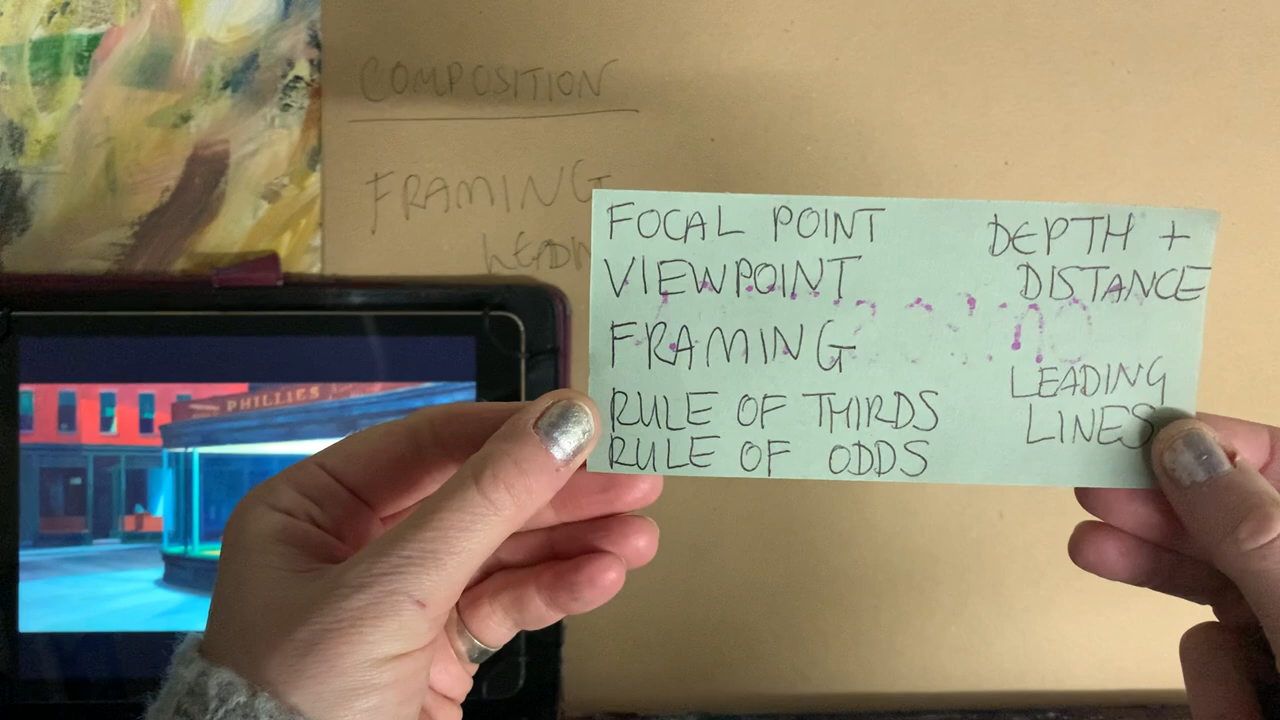 COMPOSITION
FRAMING
FOCAL POINT
VIEWPOINT
FRAMING
RULE OF THIRDS
RULE OF ODDS
DEPTH +
DISTANCE
LEADING
LINES
PHILLIES